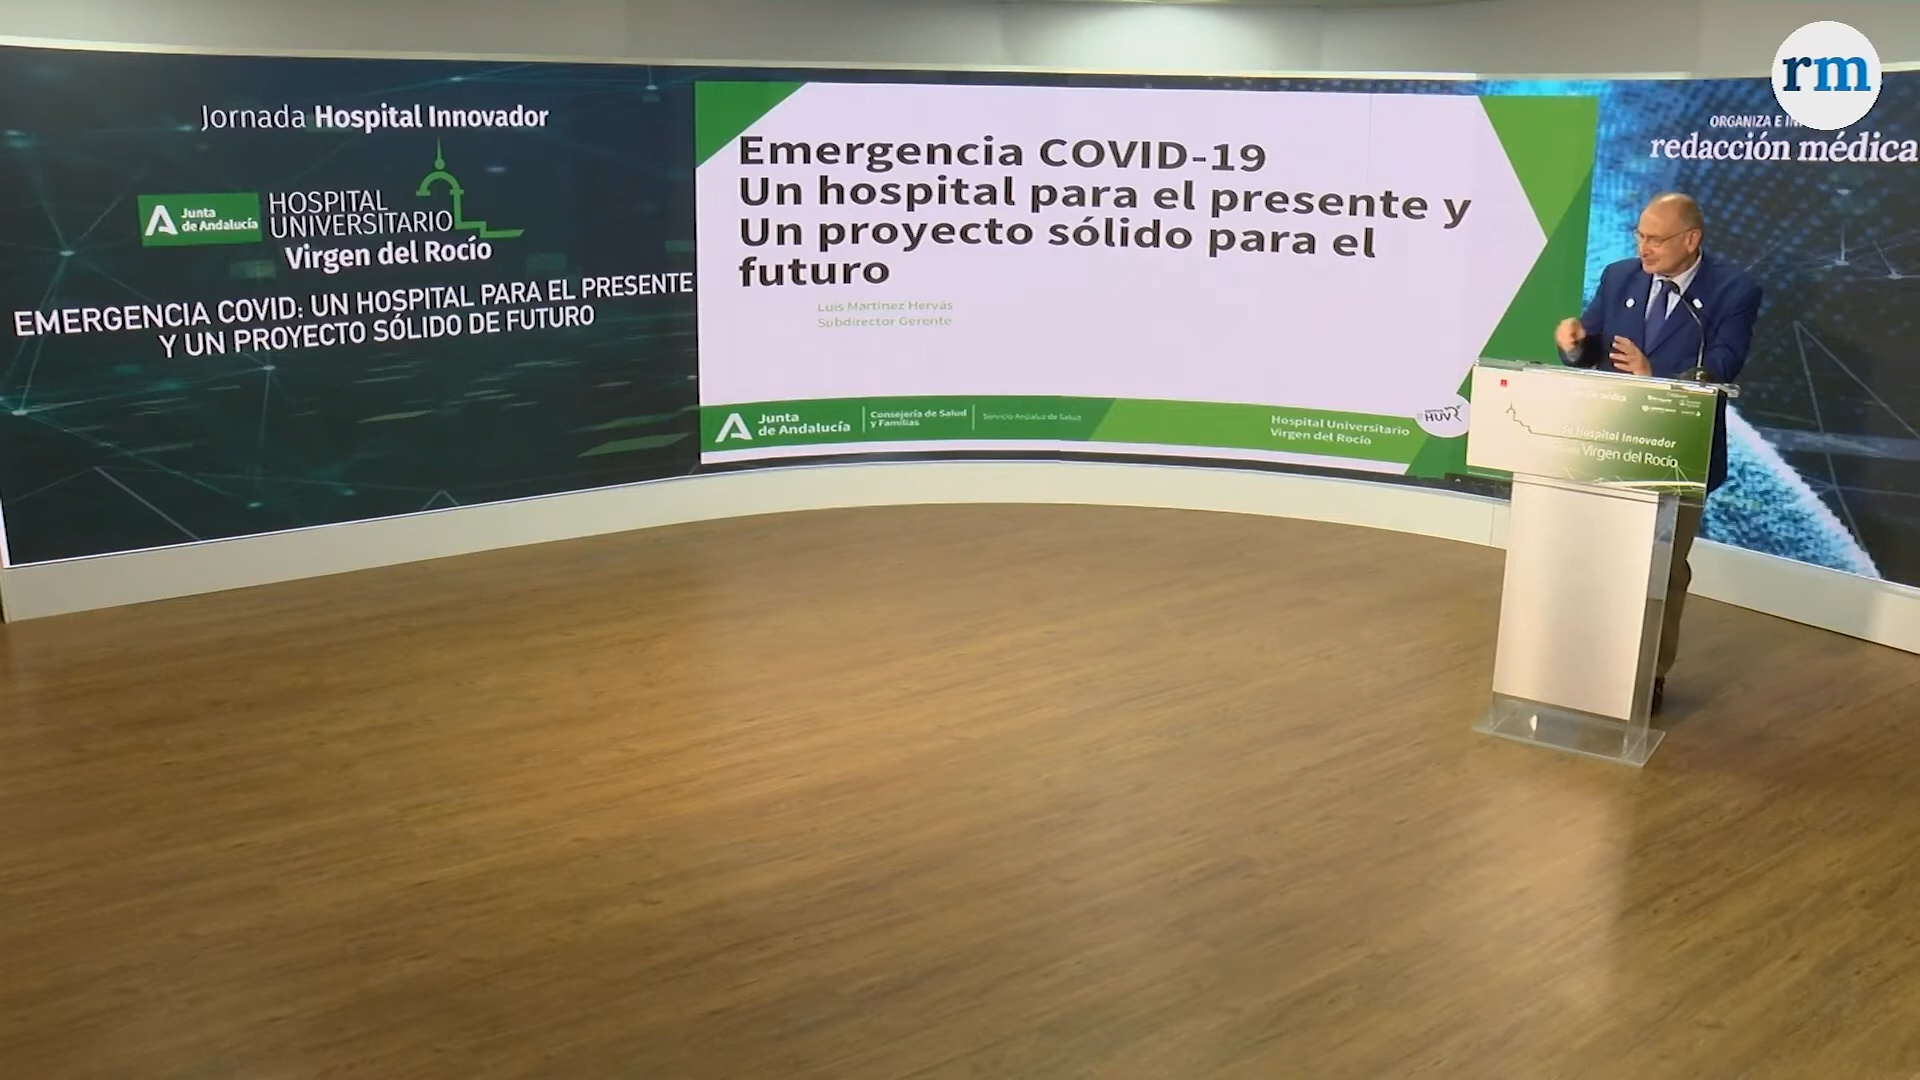 Jornada Hospital Innovador
Junta
de Andalucía
HOSPITAL
UNIVERSITARIO
Virgen del Rocío
EMERGENCIA COVID: UN HOSPITAL PARA EL PRESENTE
Y UN PROYECTO SÓLIDO DE FUTURO
Emergencia COVID-19
Un hospital para el presente y
Un proyecto sólido para el
futuro
Luis Martínez Hervás
Subdirector Gerente
Junta
de Andalucía
Consejería de Salud
y Familias
Servicio Andaluz de Salud
Hospital Universitario
Virgen del Rocío
HUVR
rm
ORGANIZA E
redacción médica
Hospital Innovador
Virgen del Rocío